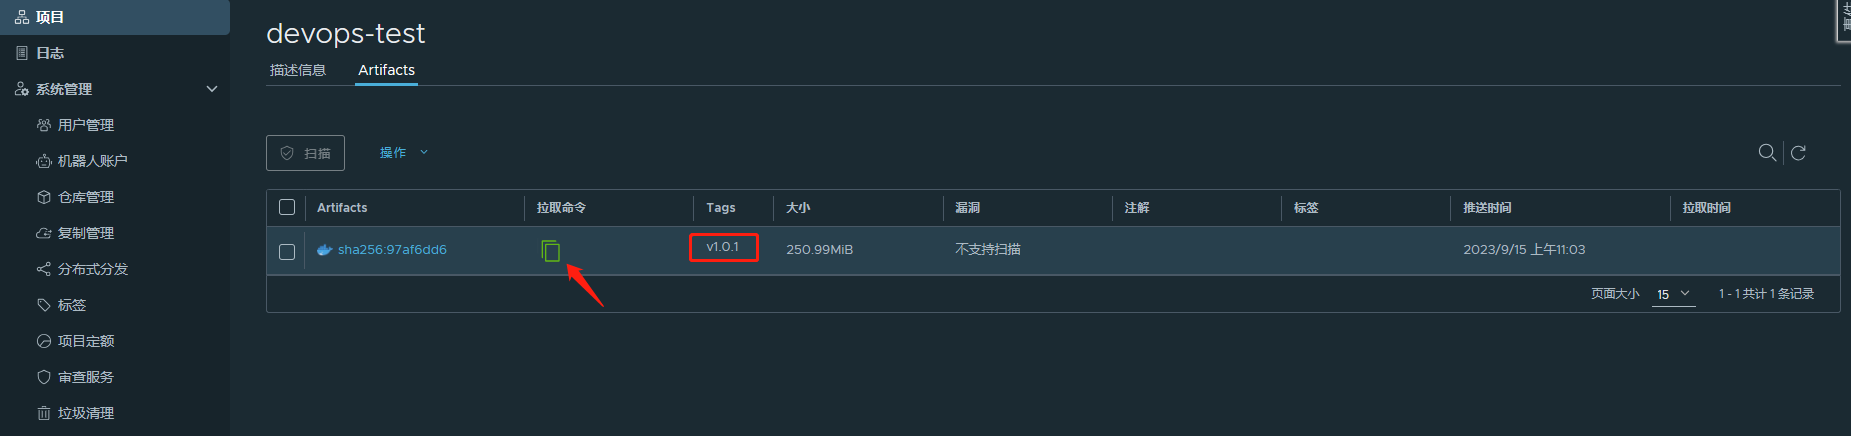 项目
日志
系统管理
用户管理
机器人账户
仓库管理
复制管理
分布式分发
标签
项目定额
审查服务
垃圾清理
devops-test
描述信息 Artifacts
扫描 操作
Artifacts 拉取命令 Tags 大小 漏洞 注解 标签 推送时间 拉取时间
sha256:97af6dd6 v1.0.1 250.99MiB 不支持扫描 2023/9/15 上午11:03
页面大小 15 1 - 1 共计 1 条记录